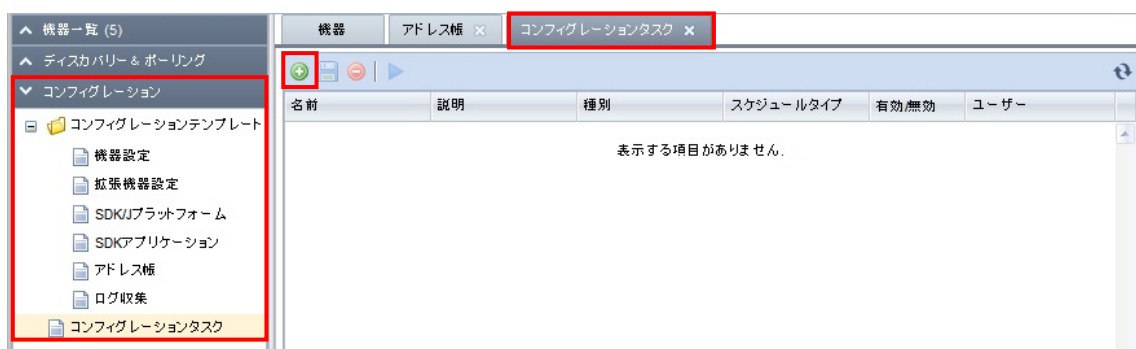 機器一覧 (5)
ディスカバリー & ポーリング
コンフィグレーション
コンフィグレーションテンプレート
機器設定
拡張機器設定
SDK/Jプラットフォーム
SDKアプリケーション
アドレス帳
ログ収集
コンフィグレーションタスク
機器 アドレス帳 コンフィグレーションタスク
名前 説明 種別 スケジュールタイプ 有効/無効 ユーザー
表示する項目がありません.